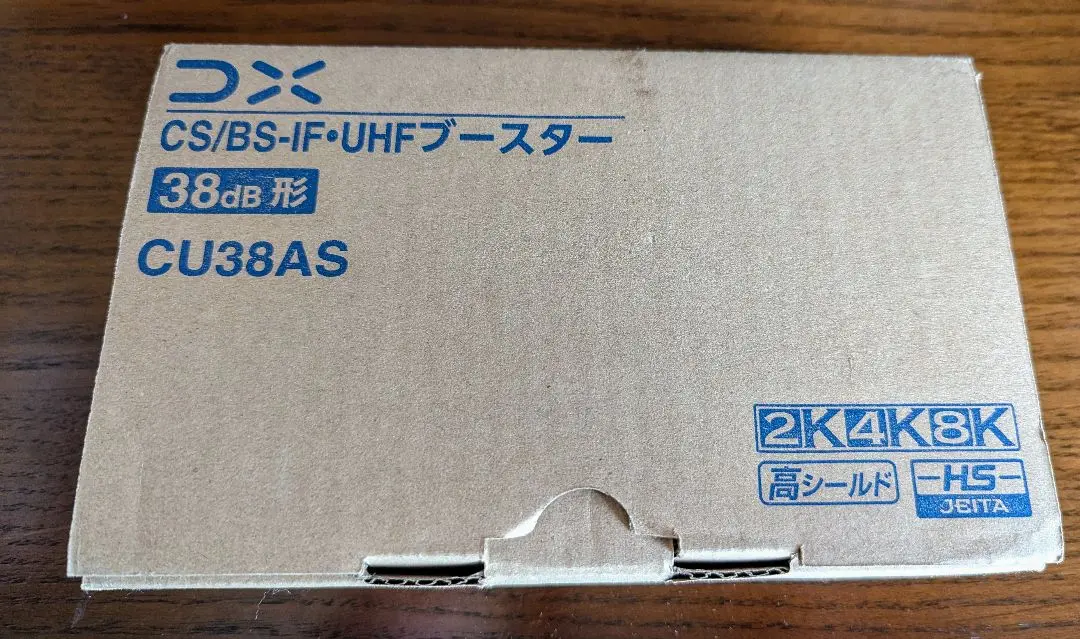 DX
CS/BS-IF・UHFブースター
38dB形
CU38AS
2K4K8K
高シールド
HS
JEITA